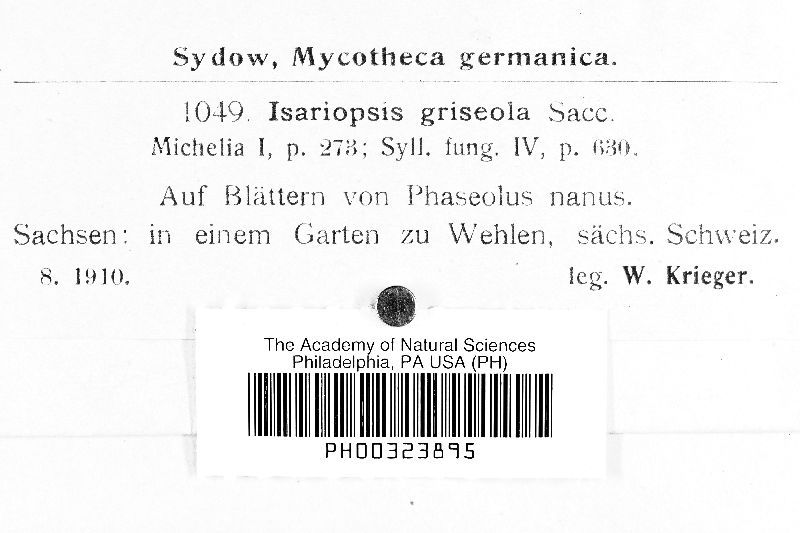 Sydow, Mycotheca germanica.
1049. Isariopsis griseola Sacc.
Michelia I, p. 273; Syll. fung. IV, p. 630.
Auf Blättern von Phaseolus nanus.
Sachsen: in einem Garten zu Wehlen, sächs. Schweiz.
8. 1910. leg. W. Krieger.
The Academy of Natural Sciences
Philadelphia, PA USA (PH)
PH00323895